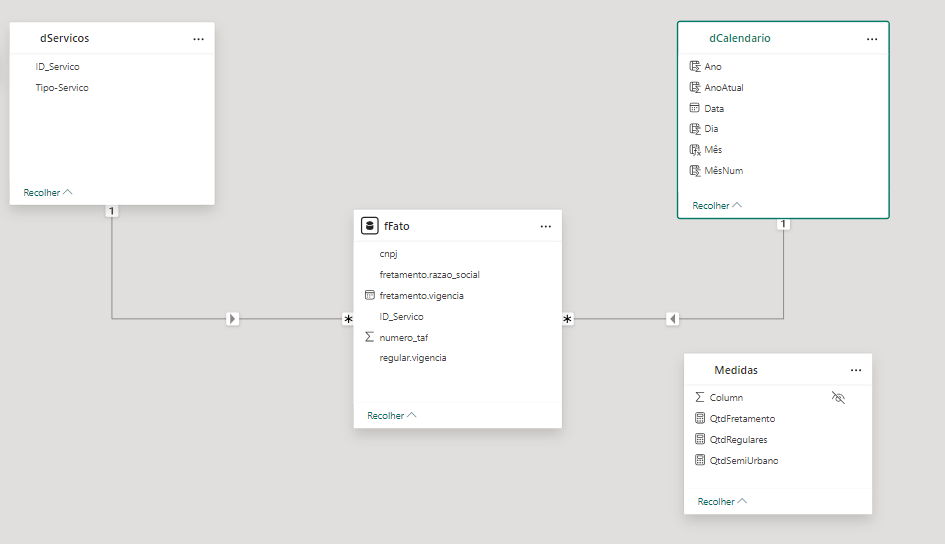 dServicos
ID_Servico
Tipo-Servico
Recolher
1
dCalendario
Ano
AnoAtual
Data
Dia
Mês
MêsNum
Recolher
1
fFato
cnpj
fretamento.razao_social
fretamento.vigencia
ID_Servico
numero_taf
regular.vigencia
Recolher
*
*
Medidas
Column
QtdFretamento
QtdRegulares
QtdSemiUrbano
Recolher